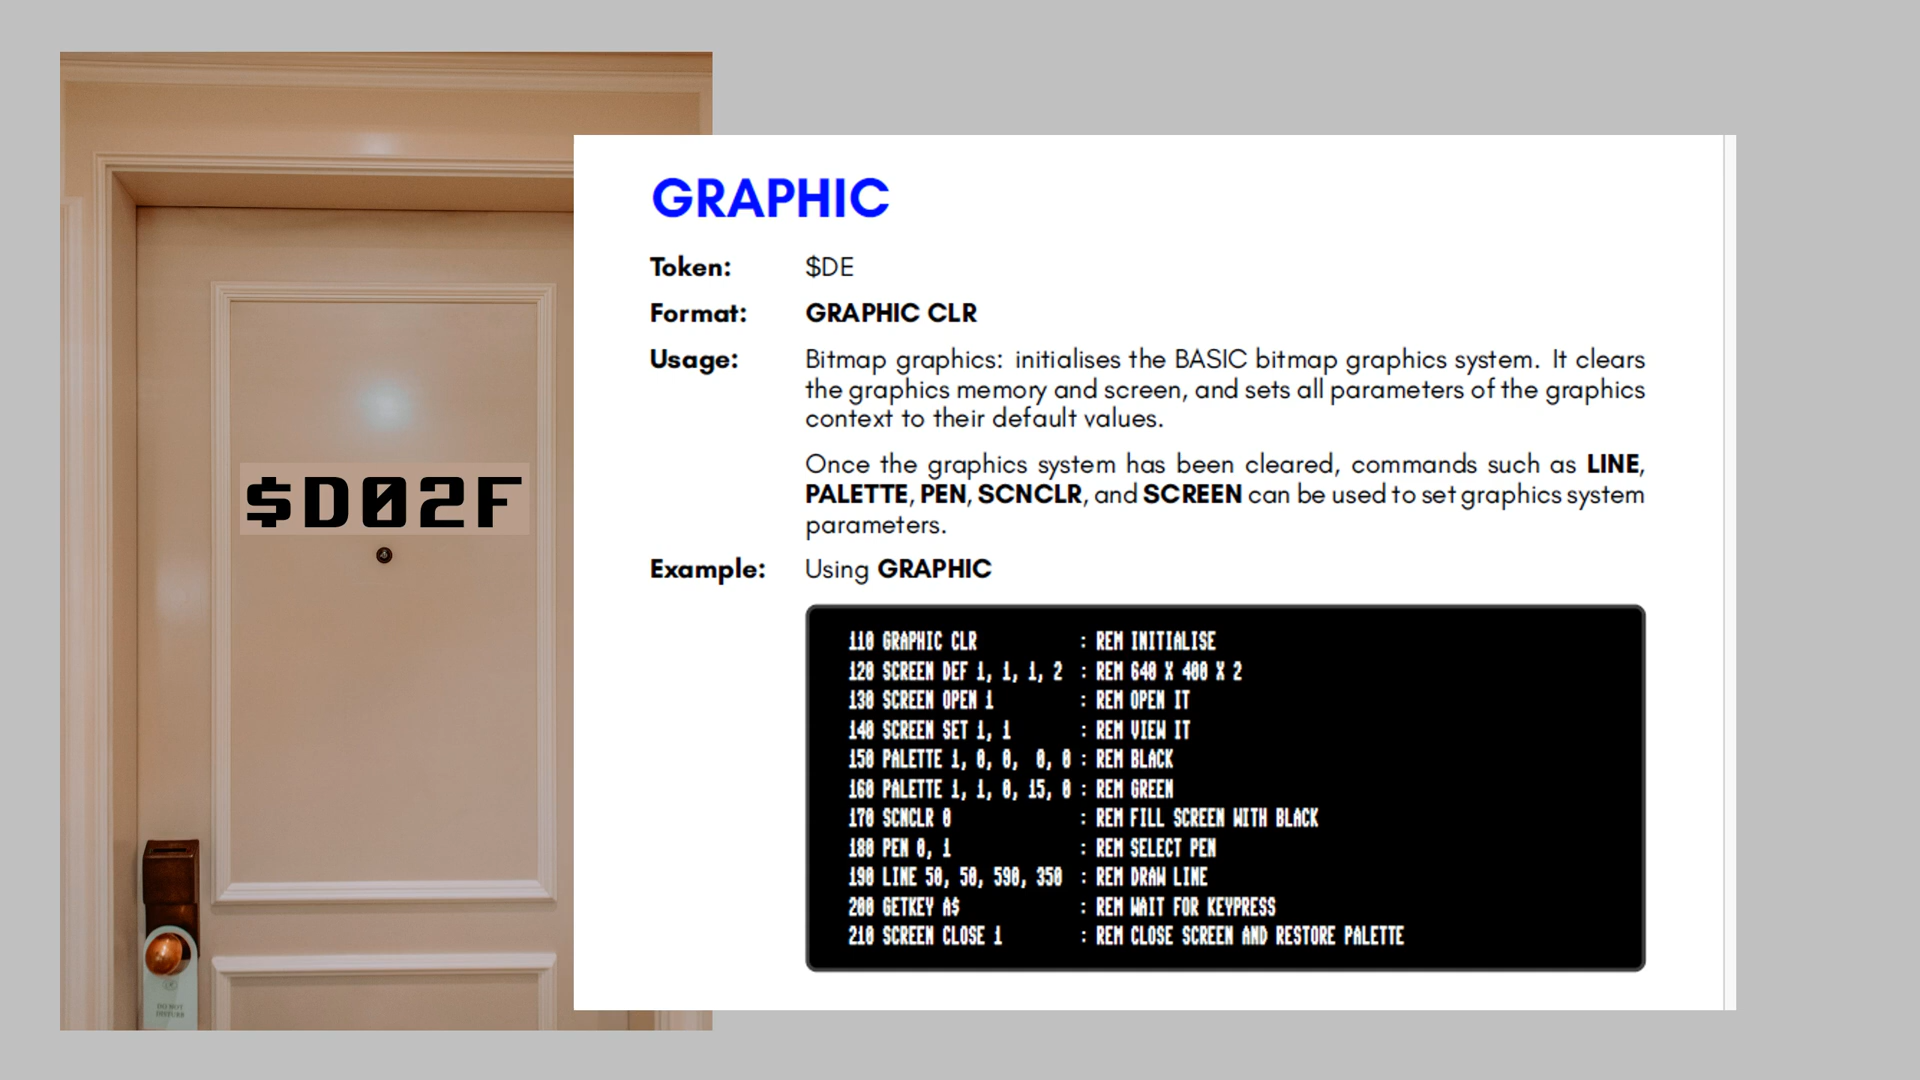 $D02F
DO NOT
DISTURB
GRAPHIC
Token: $DE
Format: GRAPHIC CLR
Usage: Bitmap graphics: initialises the BASIC bitmap graphics system. It clears
the graphics memory and screen, and sets all parameters of the graphics
context to their default values.
Once the graphics system has been cleared, commands such as LINE,
PALETTE, PEN, SCNCLR, and SCREEN can be used to set graphics system
parameters.
Example: Using GRAPHIC
110 GRAPHIC CLR : REM INITIALISE
120 SCREEN DEF 1, 1, 1, 2 : REM 640 X 400 X 2
130 SCREEN OPEN 1 : REM OPEN IT
140 SCREEN SET 1, 1 : REM VIEW IT
150 PALETTE 1, 0, 0, 0, 0 : REM BLACK
160 PALETTE 1, 1, 0, 15, 0 : REM GREEN
170 SCNCLR 0 : REM FILL SCREEN WITH BLACK
180 PEN 0, 1 : REM SELECT PEN
190 LINE 50, 50, 590, 350 : REM DRAW LINE
200 GETKEY A$ : REM WAIT FOR KEYPRESS
210 SCREEN CLOSE 1 : REM CLOSE SCREEN AND RESTORE PALETTE